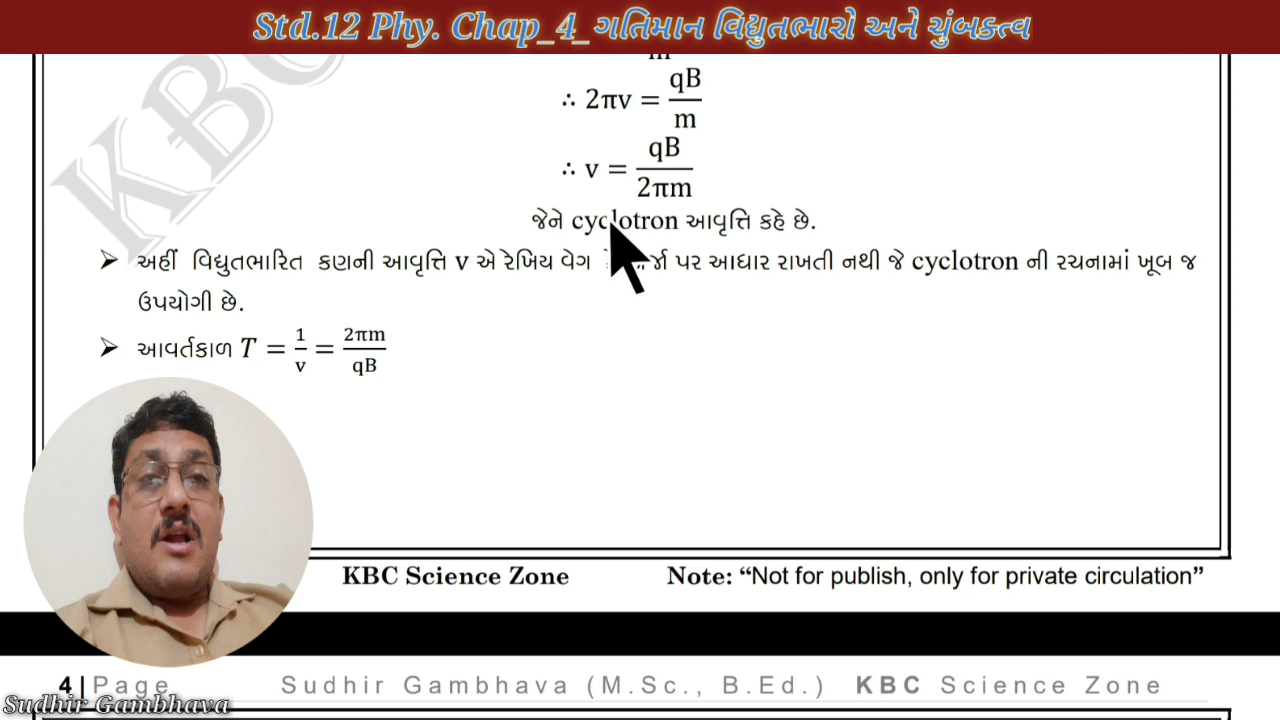 Std.12 Phy. Chap_4_ગતિમાન વિદ્યુતભારો અને ચુંબકત્વ
KBC
∴ 2πv = qB/m
∴ v = qB/2πm
જેને cyclotron આવૃત્તિ કહે છે.
➢ અહીં વિદ્યુતભારિત કણની આવૃત્તિ v એ રેખિય વેગ પર આધાર રાખતી નથી જે cyclotron ની રચનામાં ખૂબ જ
ઉપયોગી છે.
➢ આવર્તકાળ T = 1/v = 2πm/qB
KBC Science Zone Note: “Not for publish, only for private circulation”
4|Page Sudhir Gambhava (M.Sc., B.Ed.) KBC Science Zone
Sudhir Gambhava